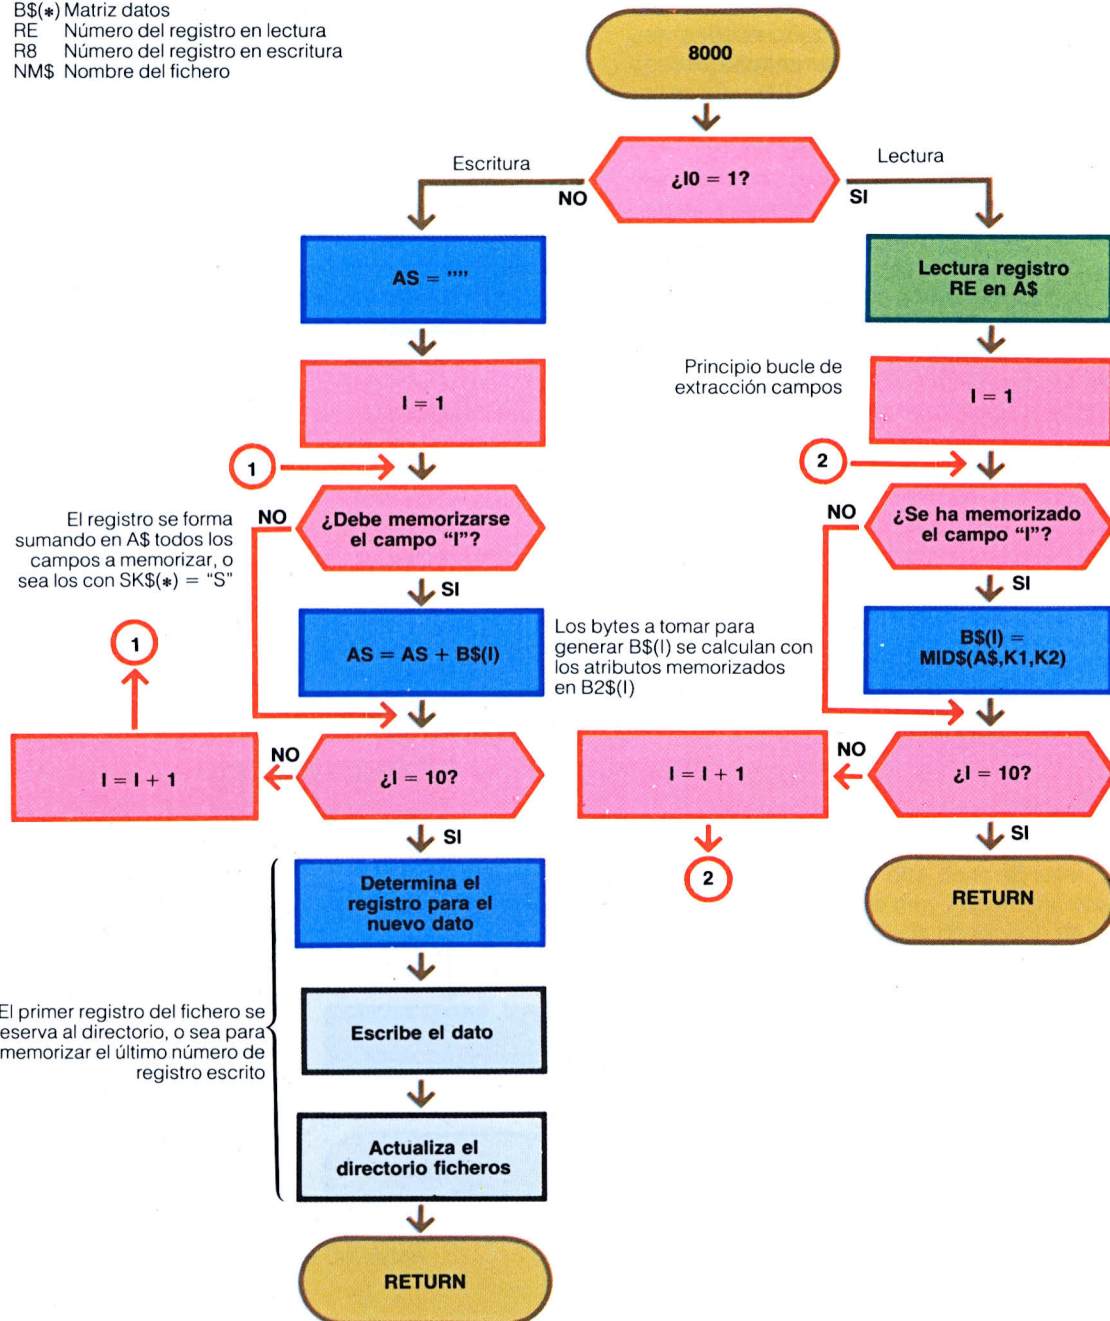 B$(*) Matriz datos
RE Número del registro en lectura
R8 Número del registro en escritura
NM$ Nombre del fichero
8000
¿I0 = 1?
Escritura
NO
Lectura
SI
AS = ””
Lectura registro
RE en A$
I = 1
Principio bucle de
extracción campos
I = 1
1
2
El registro se forma
sumando en A$ todos los
campos a memorizar, o
sea los con SK$(*) = “S”
NO
¿Debe memorizarse
el campo “I”?
SI
NO
¿Se ha memorizado
el campo “I”?
SI
1
AS = AS + B$(I)
Los bytes a tomar para
generar B$(I) se calculan con
los atributos memorizados
en B2$(I)
B$(I) =
MID$(A$,K1,K2)
I = I + 1
NO
¿I = 10?
SI
I = I + 1
NO
¿I = 10?
SI
2
RETURN
Determina el
registro para el
nuevo dato
El primer registro del fichero se
eserva al directorio, o sea para
memorizar el último número de
registro escrito
Escribe el dato
Actualiza el
directorio ficheros
RETURN